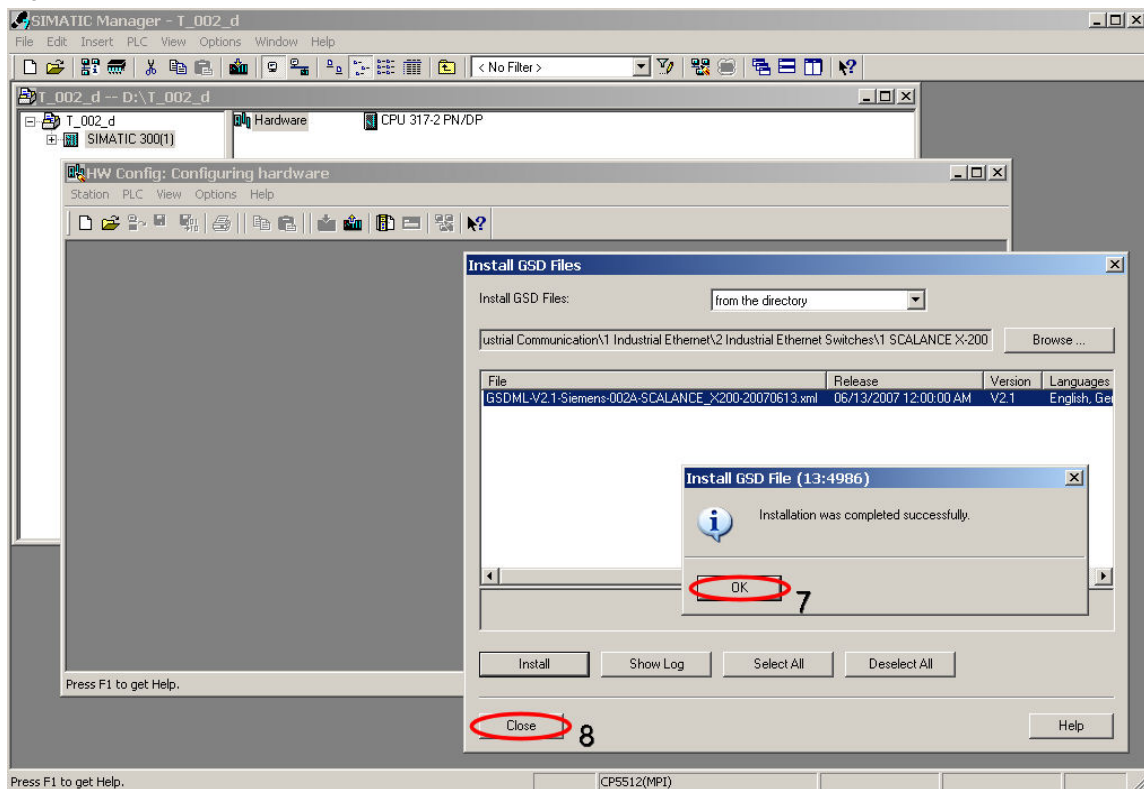 SIMATIC Manager - T_002_d
File Edit Insert PLC View Options Window Help
< No Filter >
T_002_d -- D:\T_002_d
T_002_d
SIMATIC 300(1)
Hardware
CPU 317-2 PN/DP
HW Config: Configuring hardware
Station PLC View Options Help
Install GSD Files
Install GSD Files:
from the directory
ustrial Communication\1 Industrial Ethernet\2 Industrial Ethernet Switches\1 SCALANCE X-200
Browse ...
File Release Version Languages
GSDML-V2.1-Siemens-002A-SCALANCE_X200-20070613.xml 06/13/2007 12:00:00 AM V2.1 English, Ger
Install GSD File (13:4986)
Installation was completed successfully.
OK
7
Install Show Log Select All Deselect All
Press F1 to get Help.
Close
8
Help
Press F1 to get Help.
CP5512(MPI)